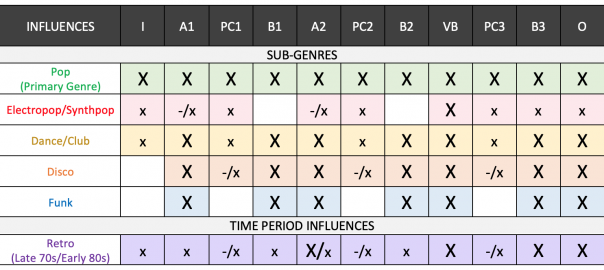 INFLUENCES I A1 PC1 B1 A2 PC2 B2 VB PC3 B3 O
SUB-GENRES
Pop
(Primary Genre) X X X X X X X X X X X
Electropop/Synthpop x -/x x -/x x X x x x
Dance/Club x X x X X x X X x X X
Disco X -/x X X -/x X X -/x X X
Funk X X X X X X X
TIME PERIOD INFLUENCES
Retro
(Late 70s/Early 80s) x x -/x x X/x -/x x X -/x X X